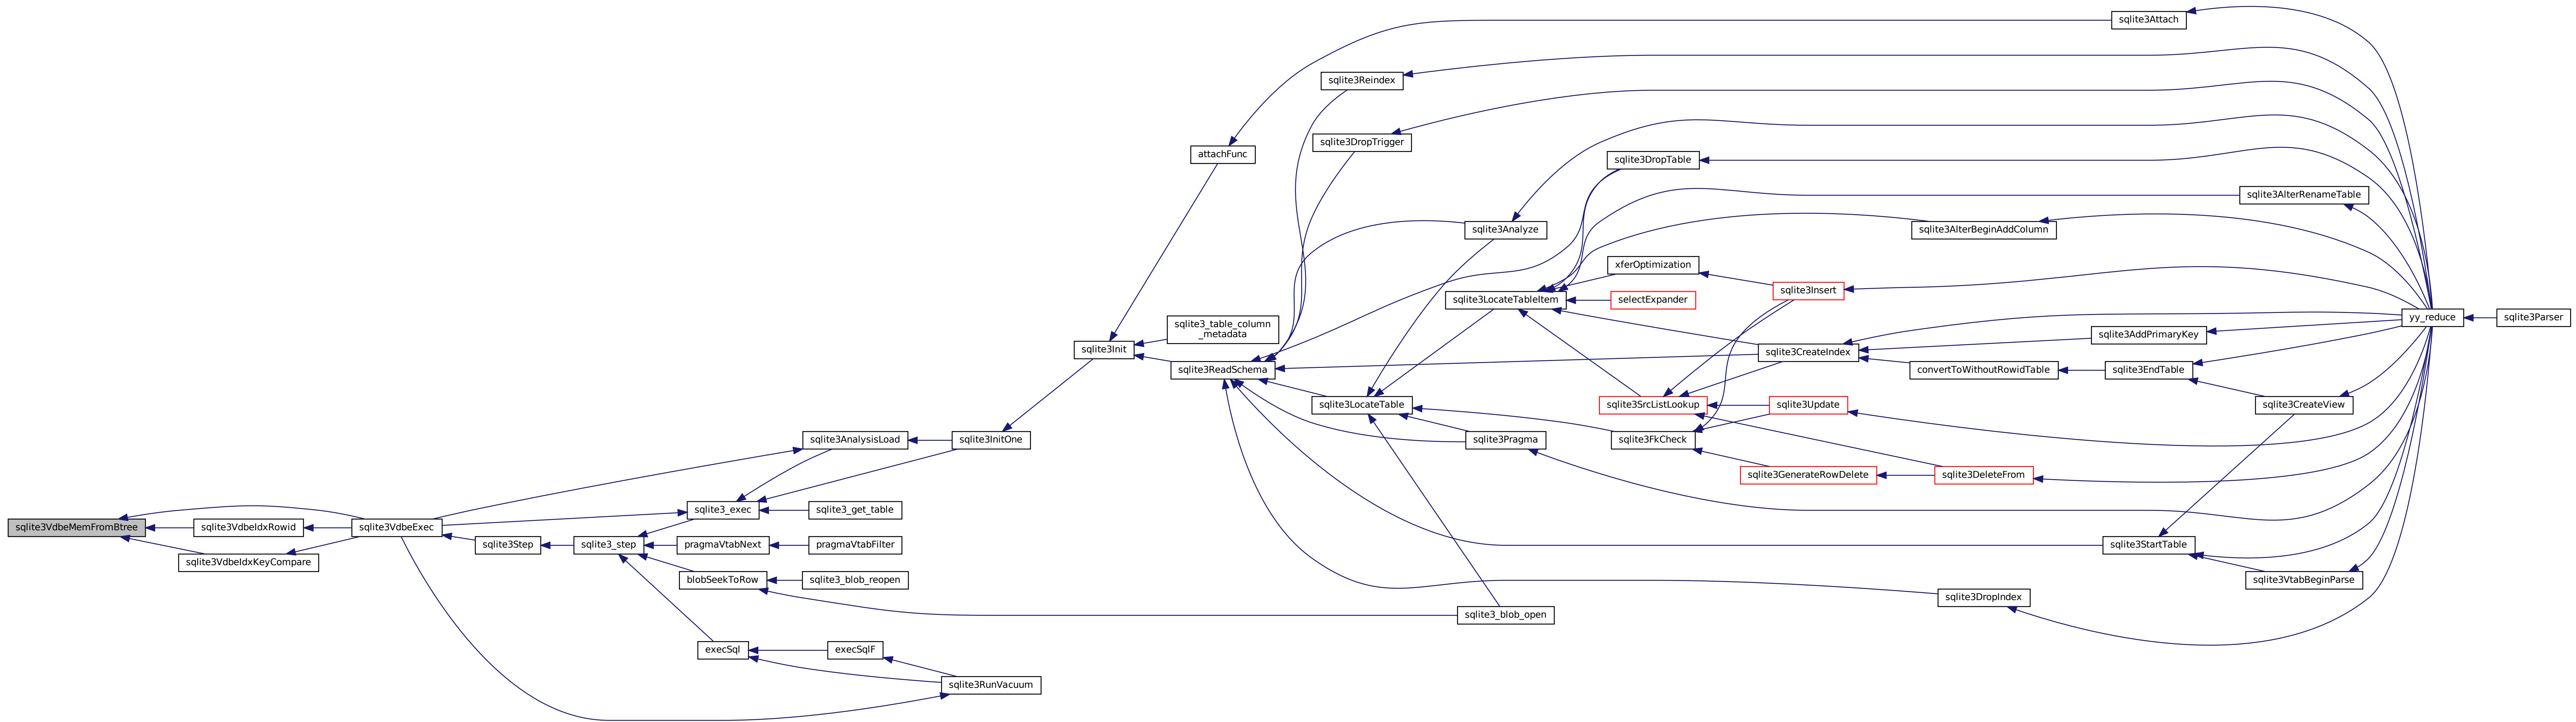 sqlite3VdbeMemFromBtree
sqlite3VdbeIdxRowid
sqlite3VdbeIdxKeyCompare
sqlite3VdbeExec
sqlite3Step
sqlite3_step
sqlite3_exec
pragmaVtabNext
blobSeekToRow
execSql
sqlite3AnalysisLoad
sqlite3_get_table
pragmaVtabFilter
sqlite3_blob_reopen
execSqlF
sqlite3InitOne
sqlite3RunVacuum
sqlite3Init
attachFunc
sqlite3_table_column
_metadata
sqlite3ReadSchema
sqlite3Reindex
sqlite3DropTrigger
sqlite3LocateTable
sqlite3Analyze
sqlite3LocateTableItem
sqlite3Pragma
sqlite3_blob_open
sqlite3DropTable
xferOptimization
selectExpander
sqlite3SrcListLookup
sqlite3FkCheck
sqlite3Insert
sqlite3CreateIndex
sqlite3Update
sqlite3GenerateRowDelete
sqlite3AlterBeginAddColumn
convertToWithoutRowidTable
sqlite3DeleteFrom
sqlite3DropIndex
sqlite3Attach
sqlite3AddPrimaryKey
sqlite3EndTable
sqlite3StartTable
sqlite3AlterRenameTable
sqlite3CreateView
sqlite3VtabBeginParse
yy_reduce
sqlite3Parser